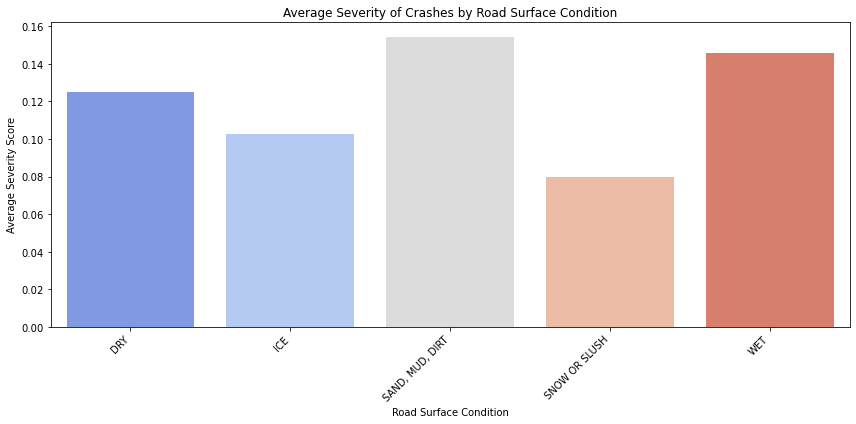 Average Severity of Crashes by Road Surface Condition
Average Severity Score
0.16
0.14
0.12
0.10
0.08
0.06
0.04
0.02
0.00
DRY
ICE
SAND, MUD, DIRT
SNOW OR SLUSH
WET
Road Surface Condition